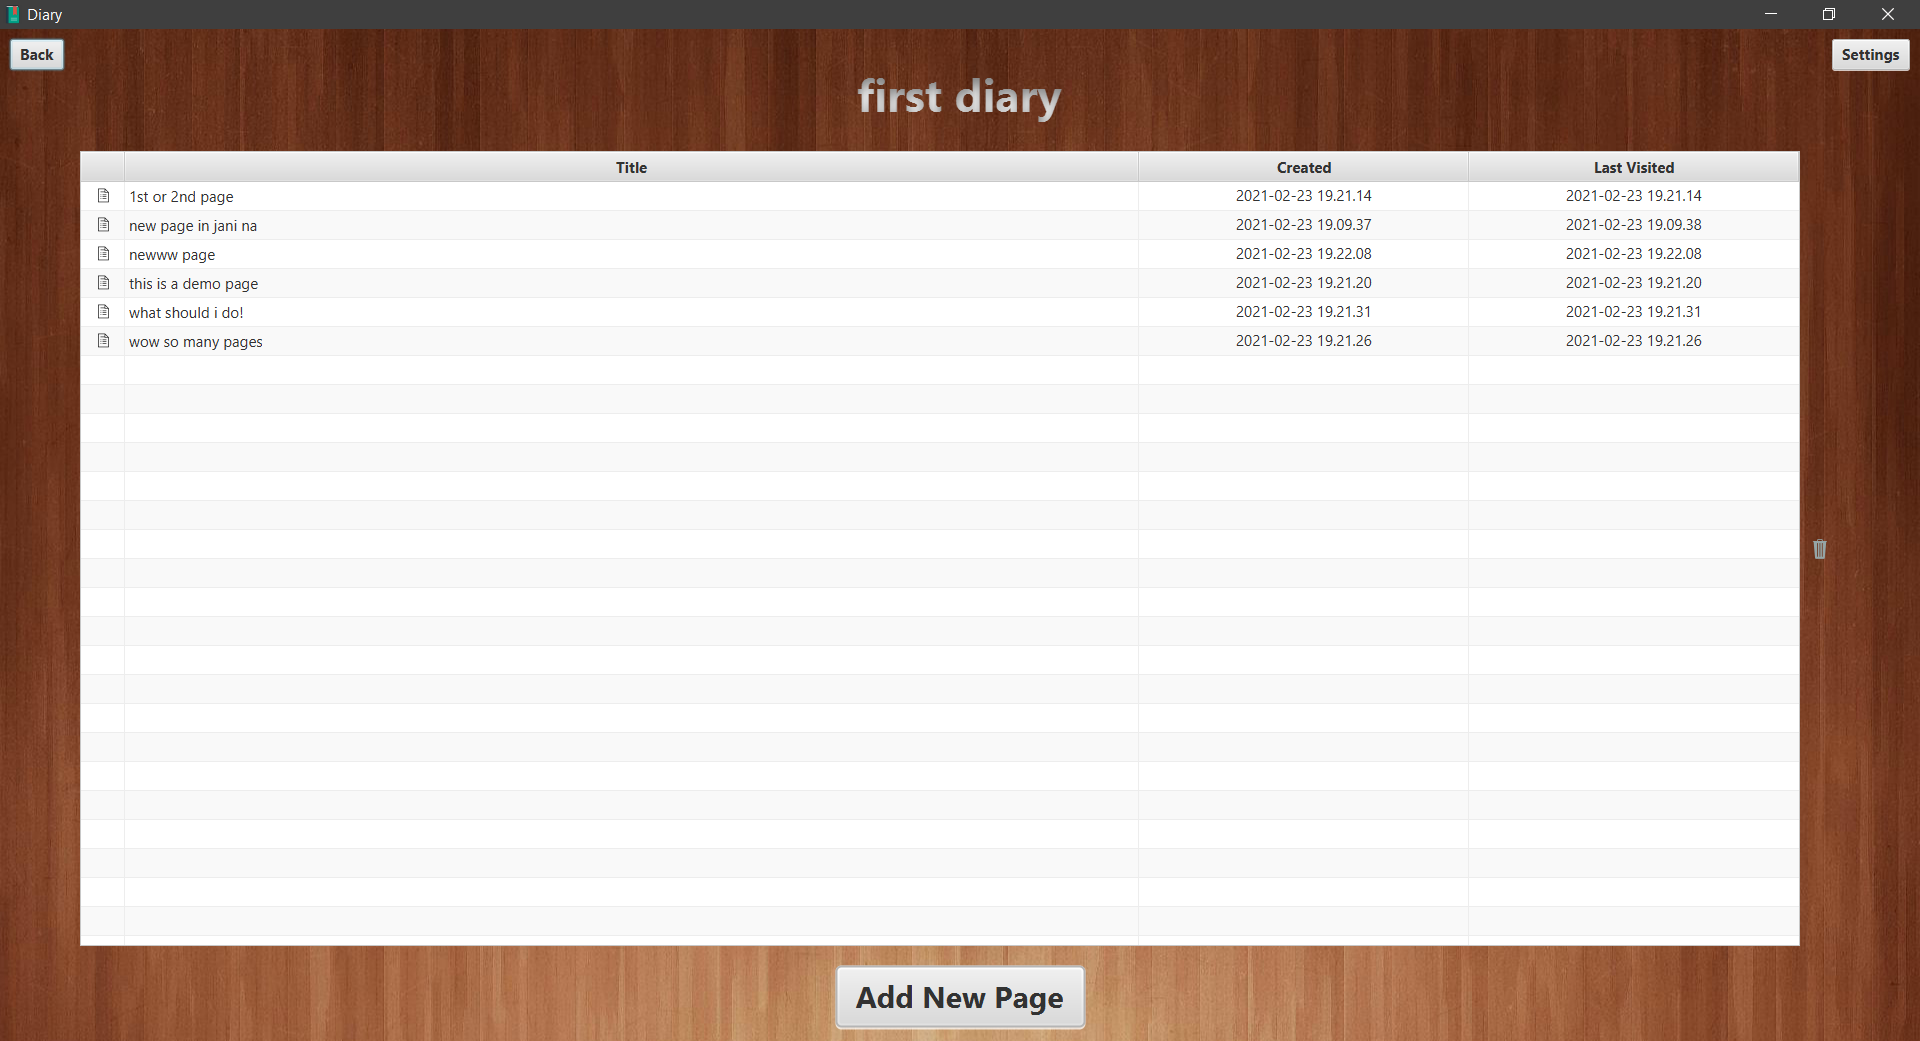 Diary
Back
Settings
first diary
Title Created Last Visited
1st or 2nd page 2021-02-23 19.21.14 2021-02-23 19.21.14
new page in jani na 2021-02-23 19.09.37 2021-02-23 19.09.38
newww page 2021-02-23 19.22.08 2021-02-23 19.22.08
this is a demo page 2021-02-23 19.21.20 2021-02-23 19.21.20
what should i do! 2021-02-23 19.21.31 2021-02-23 19.21.31
wow so many pages 2021-02-23 19.21.26 2021-02-23 19.21.26
Add New Page